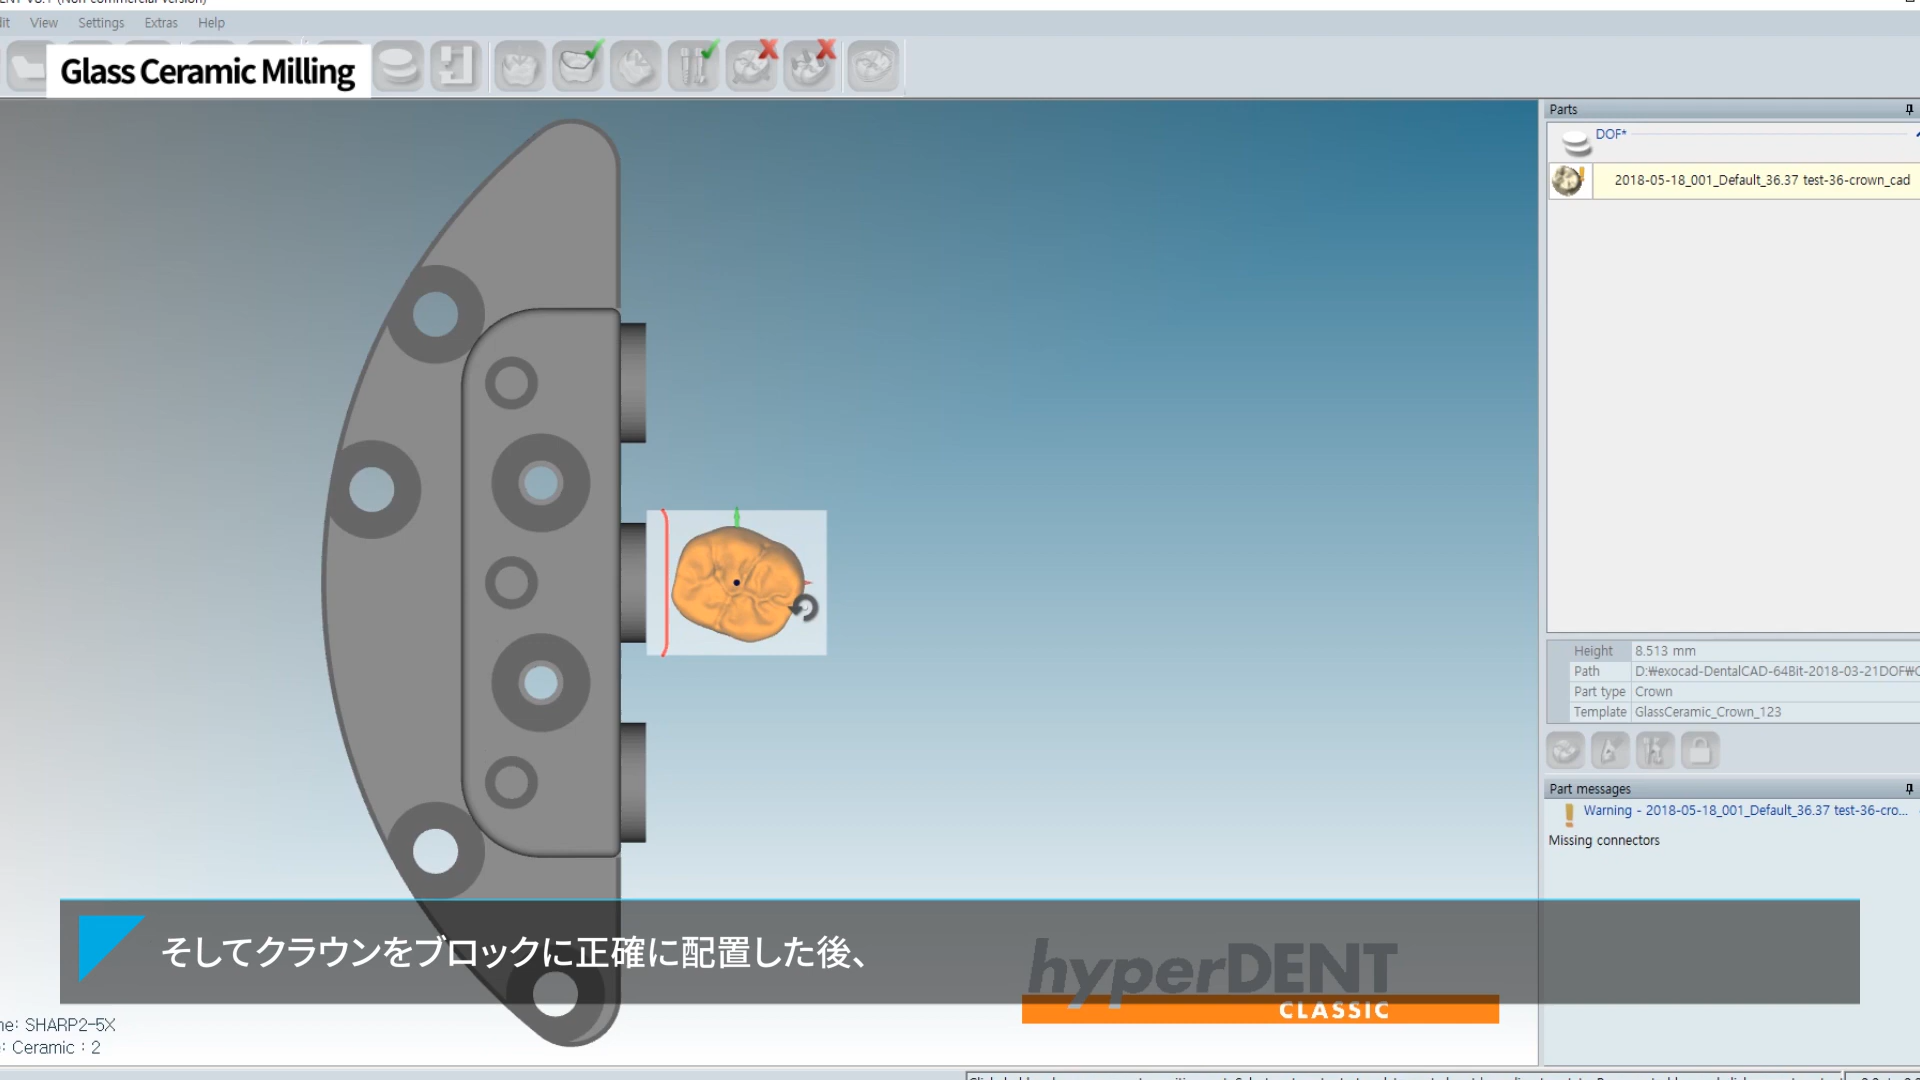 View Settings Extras Help
Glass Ceramic Milling
Parts
DOF*
2018-05-18_001_Default_36.37 test-36-crown_cad
Height 8.513 mm
Path D:₩exocad-DentalCAD-64Bit-2018-03-21DOF₩
Part type Crown
Template GlassCeramic_Crown_123
Part messages
Warning - 2018-05-18_001_Default_36.37 test-36-cro...
Missing connectors
そしてクラウンをブロックに正確に配置した後、
hyperDENT
CLASSIC
SHARP2-5X
Ceramic : 2